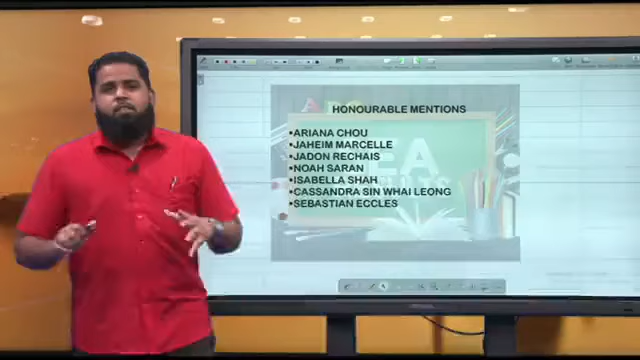 HONOURABLE MENTIONS
▪ARIANA CHOU
▪JAHEIM MARCELLE
▪JADON RECHAIS
▪NOAH SARAN
▪ISABELLA SHAH
▪CASSANDRA SIN WHAI LEONG
▪SEBASTIAN ECCLES